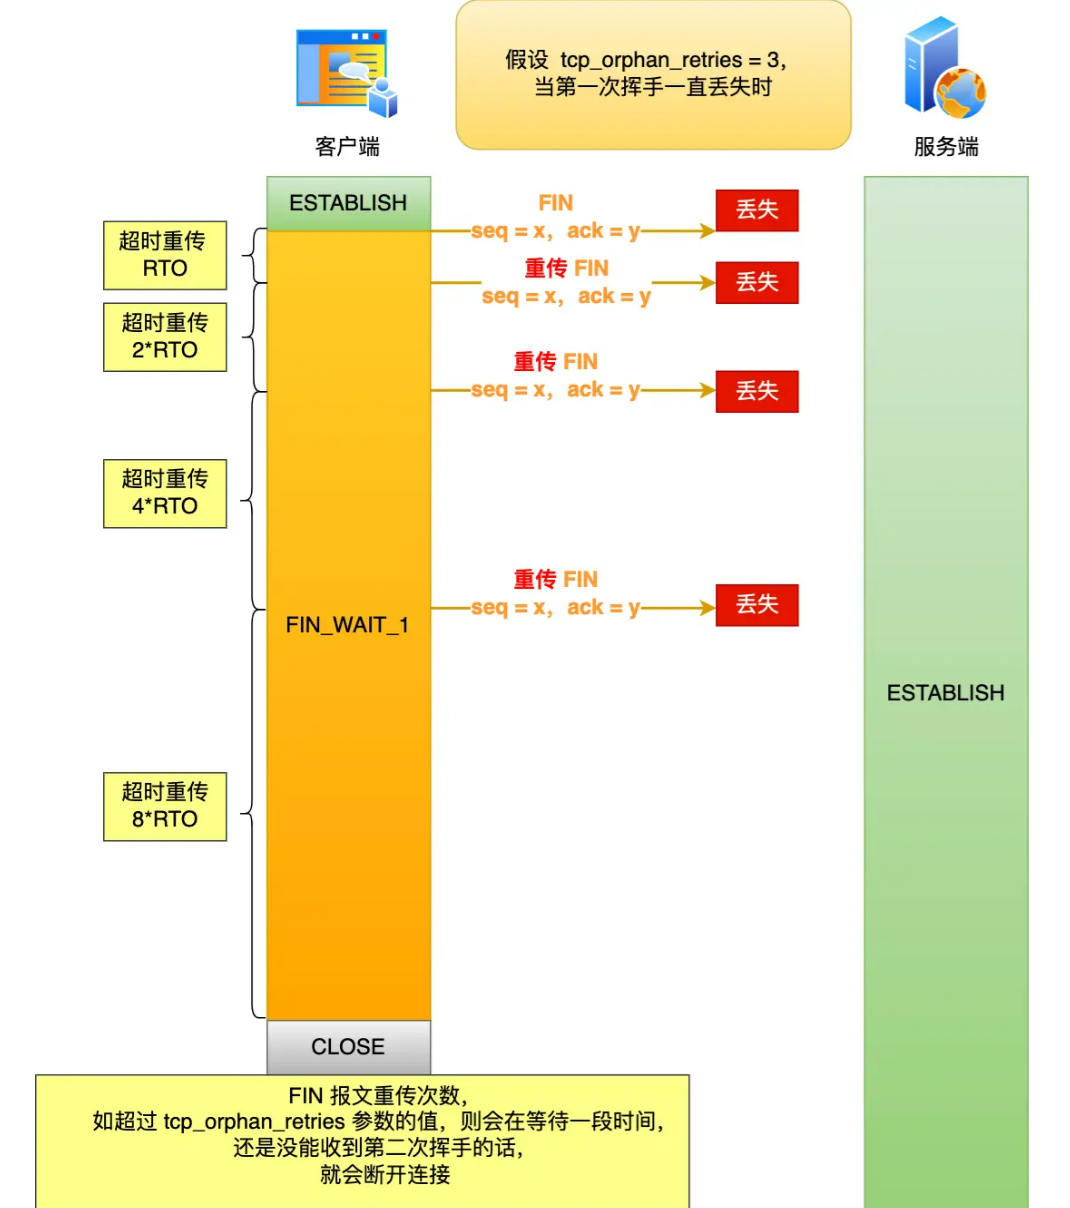 假设 tcp_orphan_retries = 3，
当第一次挥手一直丢失时
客户端
服务端
ESTABLISH
FIN
seq = x，ack = y
丢失
超时重传
RTO
重传 FIN
seq = x，ack = y
丢失
超时重传
2*RTO
重传 FIN
seq = x，ack = y
丢失
超时重传
4*RTO
重传 FIN
seq = x，ack = y
丢失
FIN_WAIT_1
ESTABLISH
超时重传
8*RTO
CLOSE
FIN 报文重传次数，
如超过 tcp_orphan_retries 参数的值，则会在等待一段时间，
还是没能收到第二次挥手的话，
就会断开连接